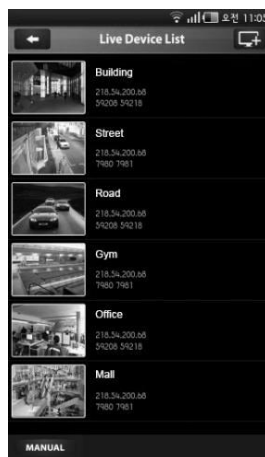 오전 11:05
Live Device List
Building
218.54.200.68
59208 59218
Street
218.54.200.68
7980 7981
Road
218.54.200.68
59208 59218
Gym
218.54.200.68
7980 7981
Office
218.54.200.68
59208 59218
Mall
218.54.200.68
7980 7981
MANUAL